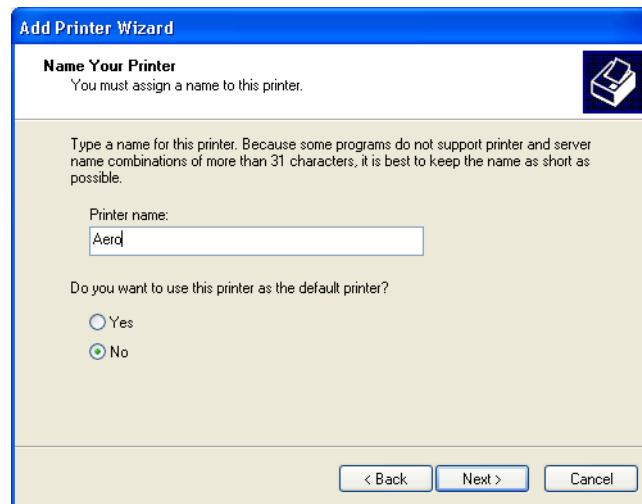 Add Printer Wizard
Name Your Printer
You must assign a name to this printer.
Type a name for this printer. Because some programs do not support printer and server
name combinations of more than 31 characters, it is best to keep the name as short as
possible.
Printer name:
Aero
Do you want to use this printer as the default printer?
Yes
No
< Back Next > Cancel